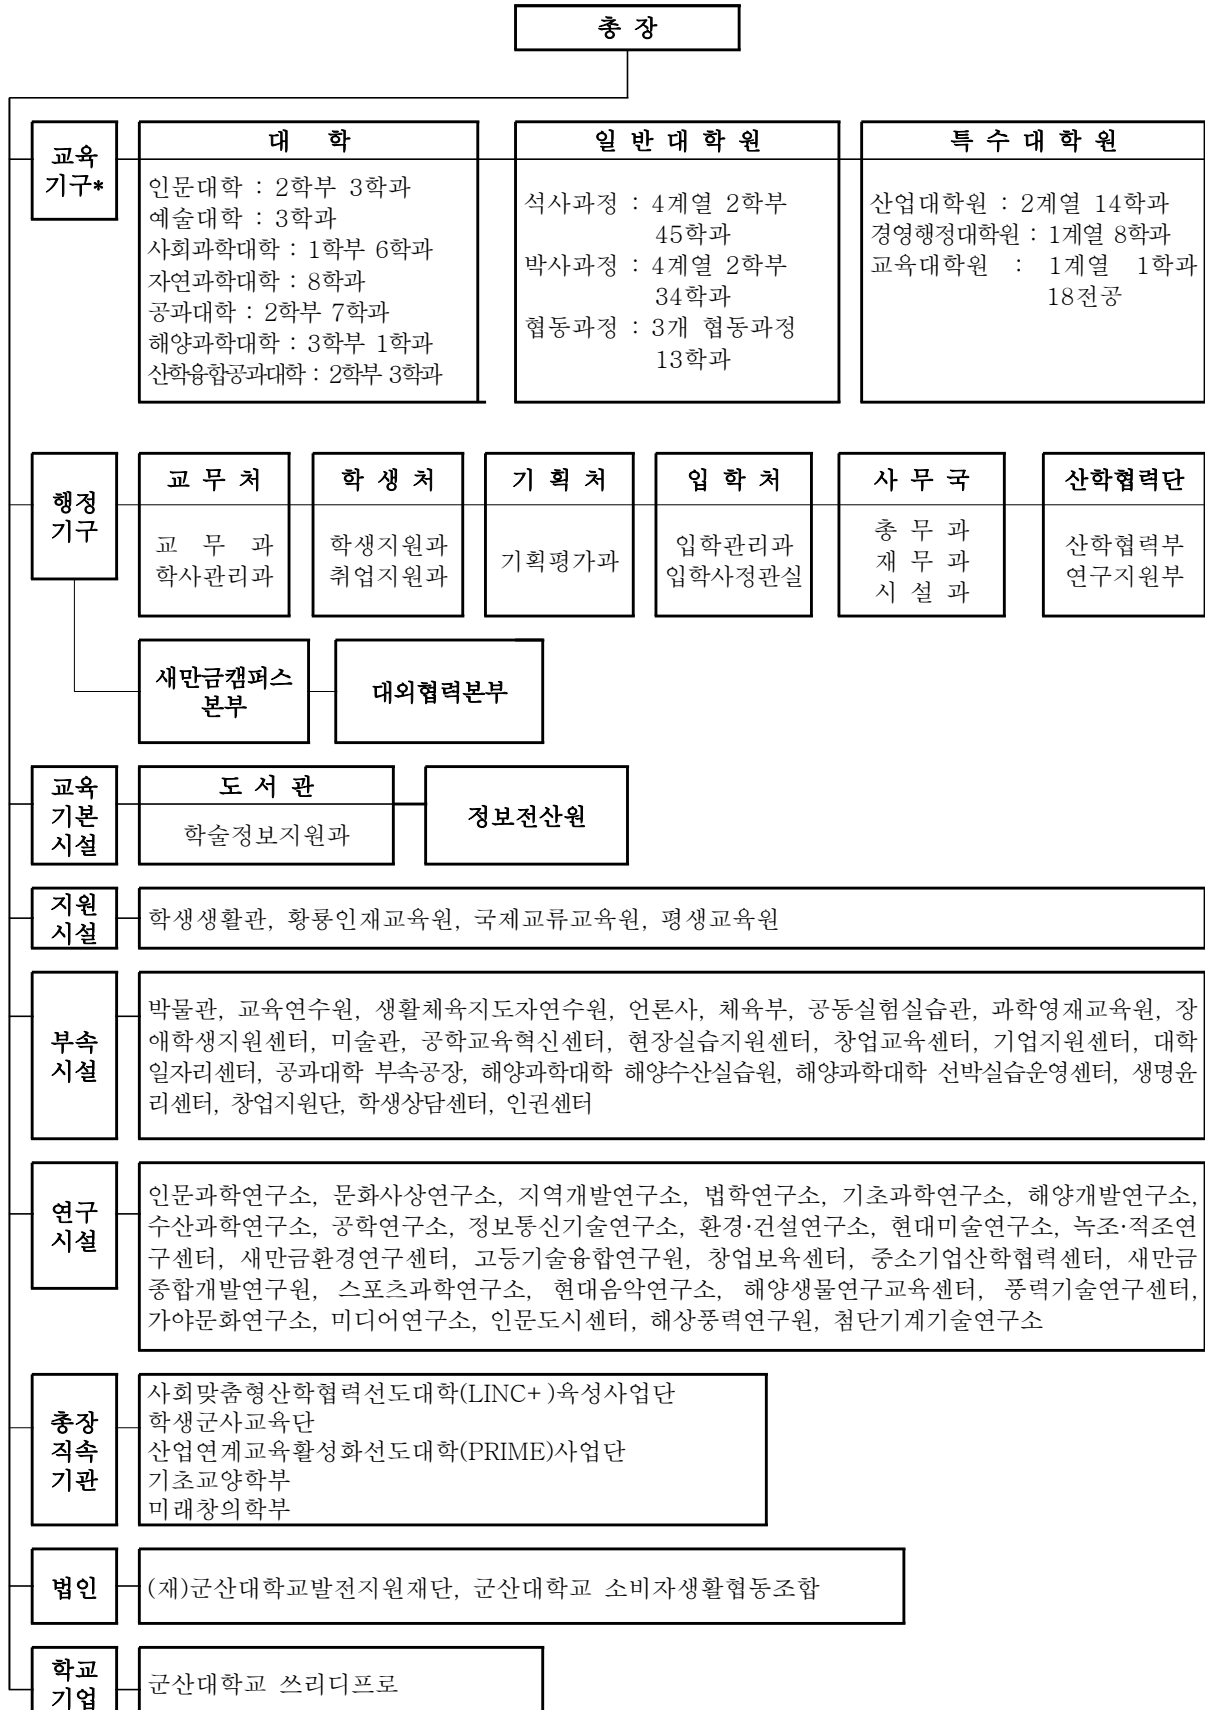 총 장
교육
기구*
대 학
인문대학 : 2학부 3학과
예술대학 : 3학과
사회과학대학 : 1학부 6학과
자연과학대학 : 8학과
공과대학 : 2학부 7학과
해양과학대학 : 3학부 1학과
산학융합공과대학 : 2학부 3학과
일 반 대 학 원
석사과정 : 4계열 2학부
45학과
박사과정 : 4계열 2학부
34학과
협동과정 : 3개 협동과정
13학과
특 수 대 학 원
산업대학원 : 2계열 14학과
경영행정대학원 : 1계열 8학과
교육대학원 : 1계열 1학과
18전공
행정
기구
교 무 처
교 무 과
학사관리과
학 생 처
학생지원과
취업지원과
기 획 처
기획평가과
입 학 처
입학관리과
입학사정관실
사 무 국
총 무 과
재 무 과
시 설 과
산학협력단
산학협력부
연구지원부
새만금캠퍼스
본부
대외협력본부
교육
기본
시설
도 서 관
학술정보지원과
정보전산원
지원
시설
학생생활관, 황룡인재교육원, 국제교류교육원, 평생교육원
부속
시설
박물관, 교육연수원, 생활체육지도자연수원, 언론사, 체육부, 공동실험실습관, 과학영재교육원, 장
애학생지원센터, 미술관, 공학교육혁신센터, 현장실습지원센터, 창업교육센터, 기업지원센터, 대학
일자리센터, 공과대학 부속공장, 해양과학대학 해양수산실습원, 해양과학대학 선박실습운영센터, 생명윤
리센터, 창업지원단, 학생상담센터, 인권센터
연구
시설
인문과학연구소, 문화사상연구소, 지역개발연구소, 법학연구소, 기초과학연구소, 해양개발연구소,
수산과학연구소, 공학연구소, 정보통신기술연구소, 환경·건설연구소, 현대미술연구소, 녹조·적조연
구센터, 새만금환경연구센터, 고등기술융합연구원, 창업보육센터, 중소기업산학협력센터, 새만금
종합개발연구원, 스포츠과학연구소, 현대음악연구소, 해양생물연구교육센터, 풍력기술연구센터,
가야문화연구소, 미디어연구소, 인문도시센터, 해상풍력연구원, 첨단기계기술연구소
총장
직속
기관
사회맞춤형산학협력선도대학(LINC+)육성사업단
학생군사교육단
산업연계교육활성화선도대학(PRIME)사업단
기초교양학부
미래창의학부
법인
(재)군산대학교발전지원재단, 군산대학교 소비자생활협동조합
학교
기업
군산대학교 쓰리디프로